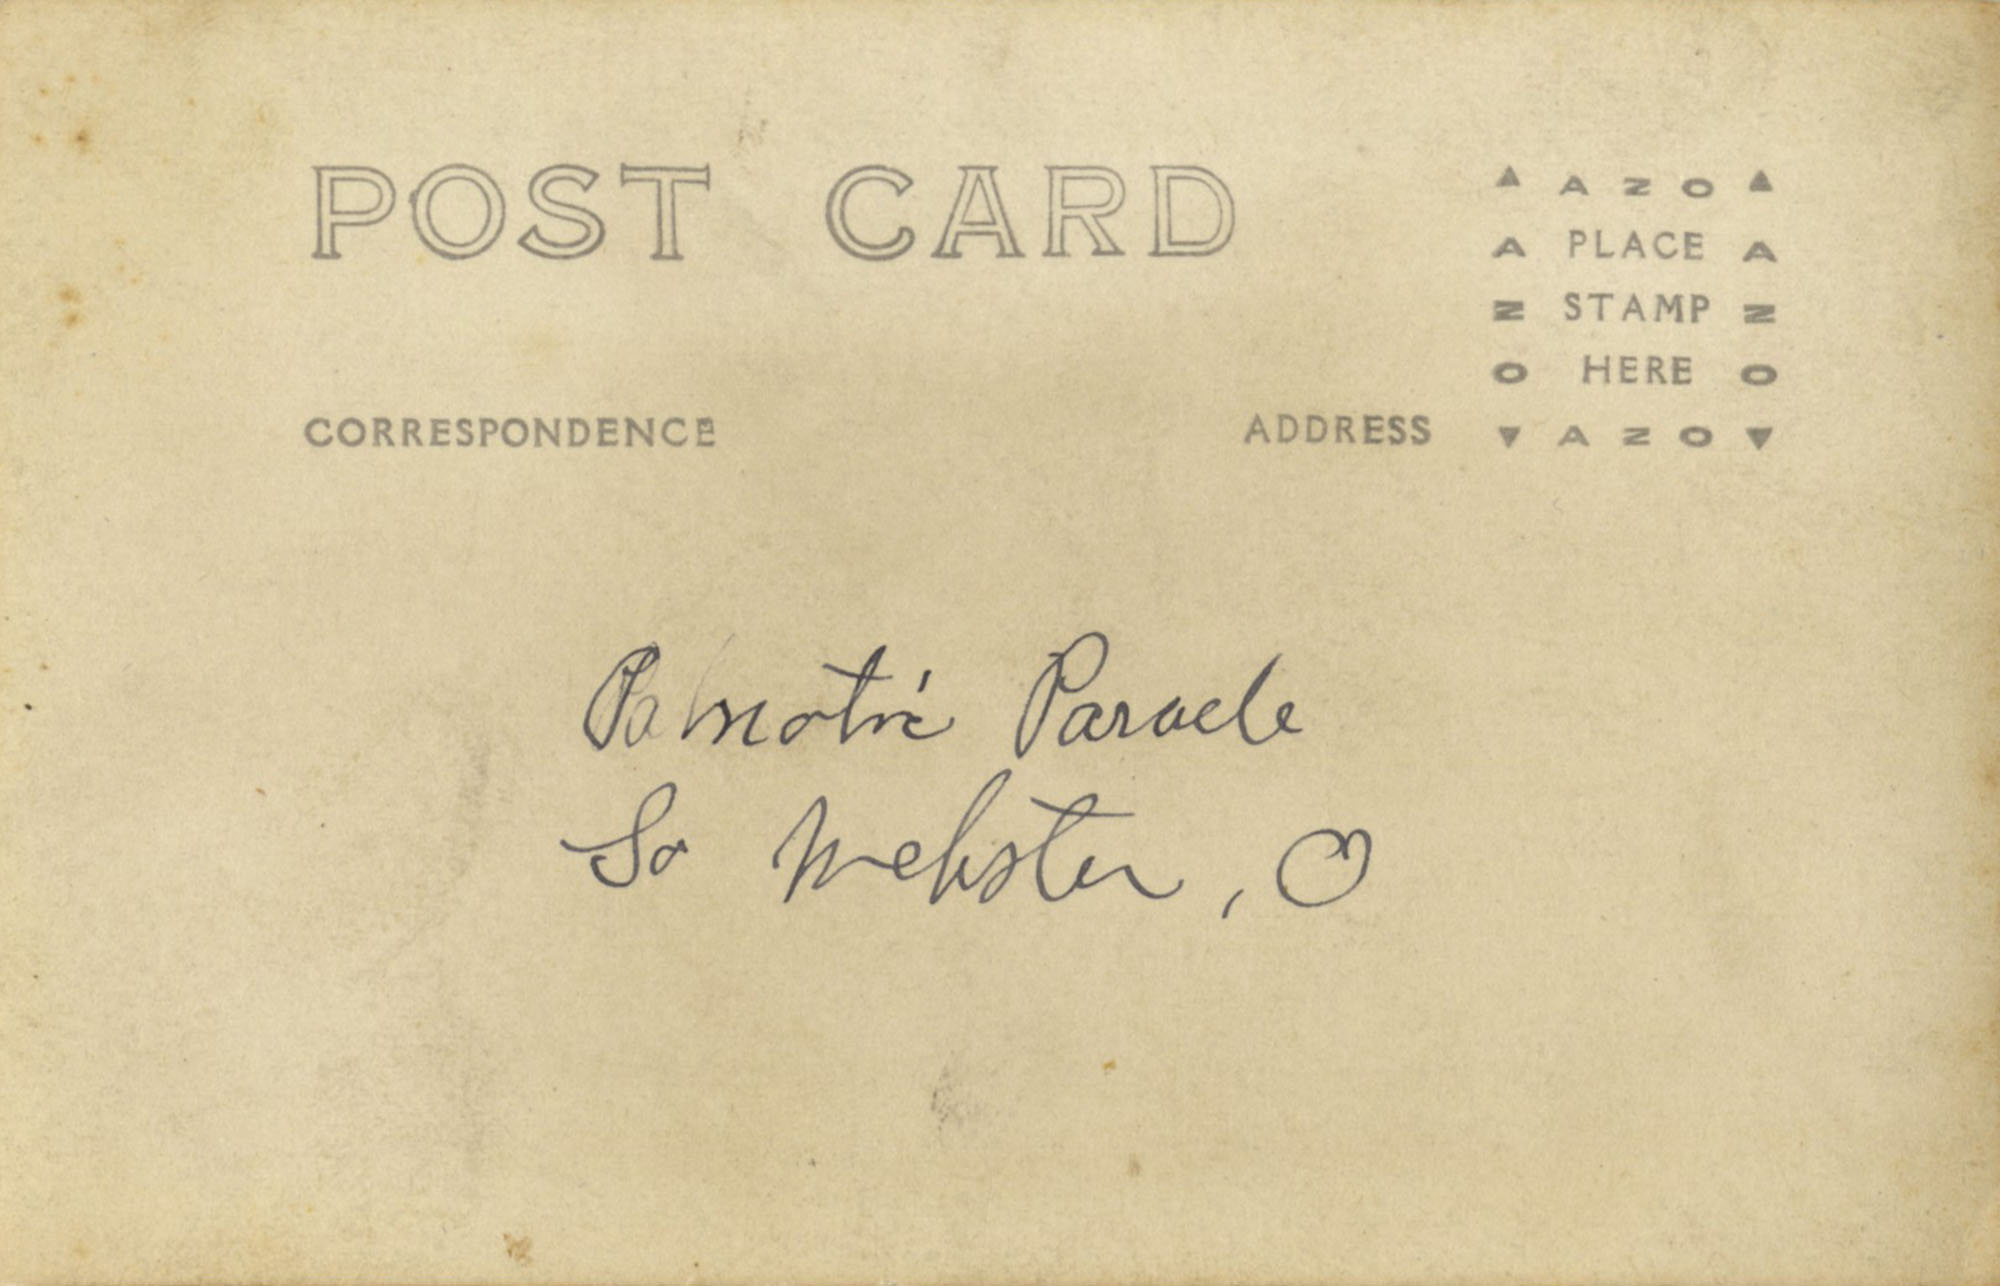 POST CARD
AZO
A PLACE A
N STAMP N
O HERE O
CORRESPONDENCE ADDRESS
AZO
Patriotic Parade
So Webster, O